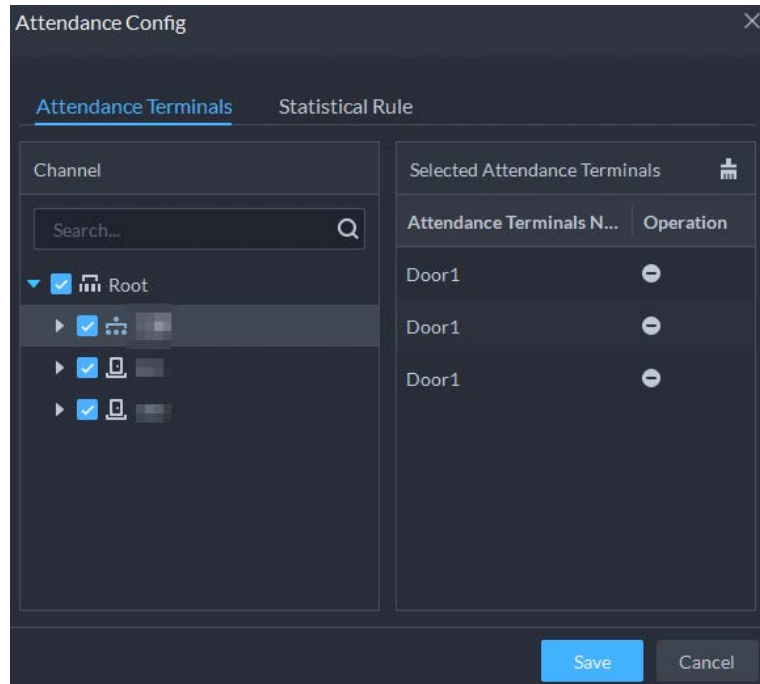 Attendance Config
Attendance Terminals Statistical Rule
Channel
Selected Attendance Terminals
Search...
Attendance Terminals N... Operation
Root
Door1
Door1
Door1
Save Cancel